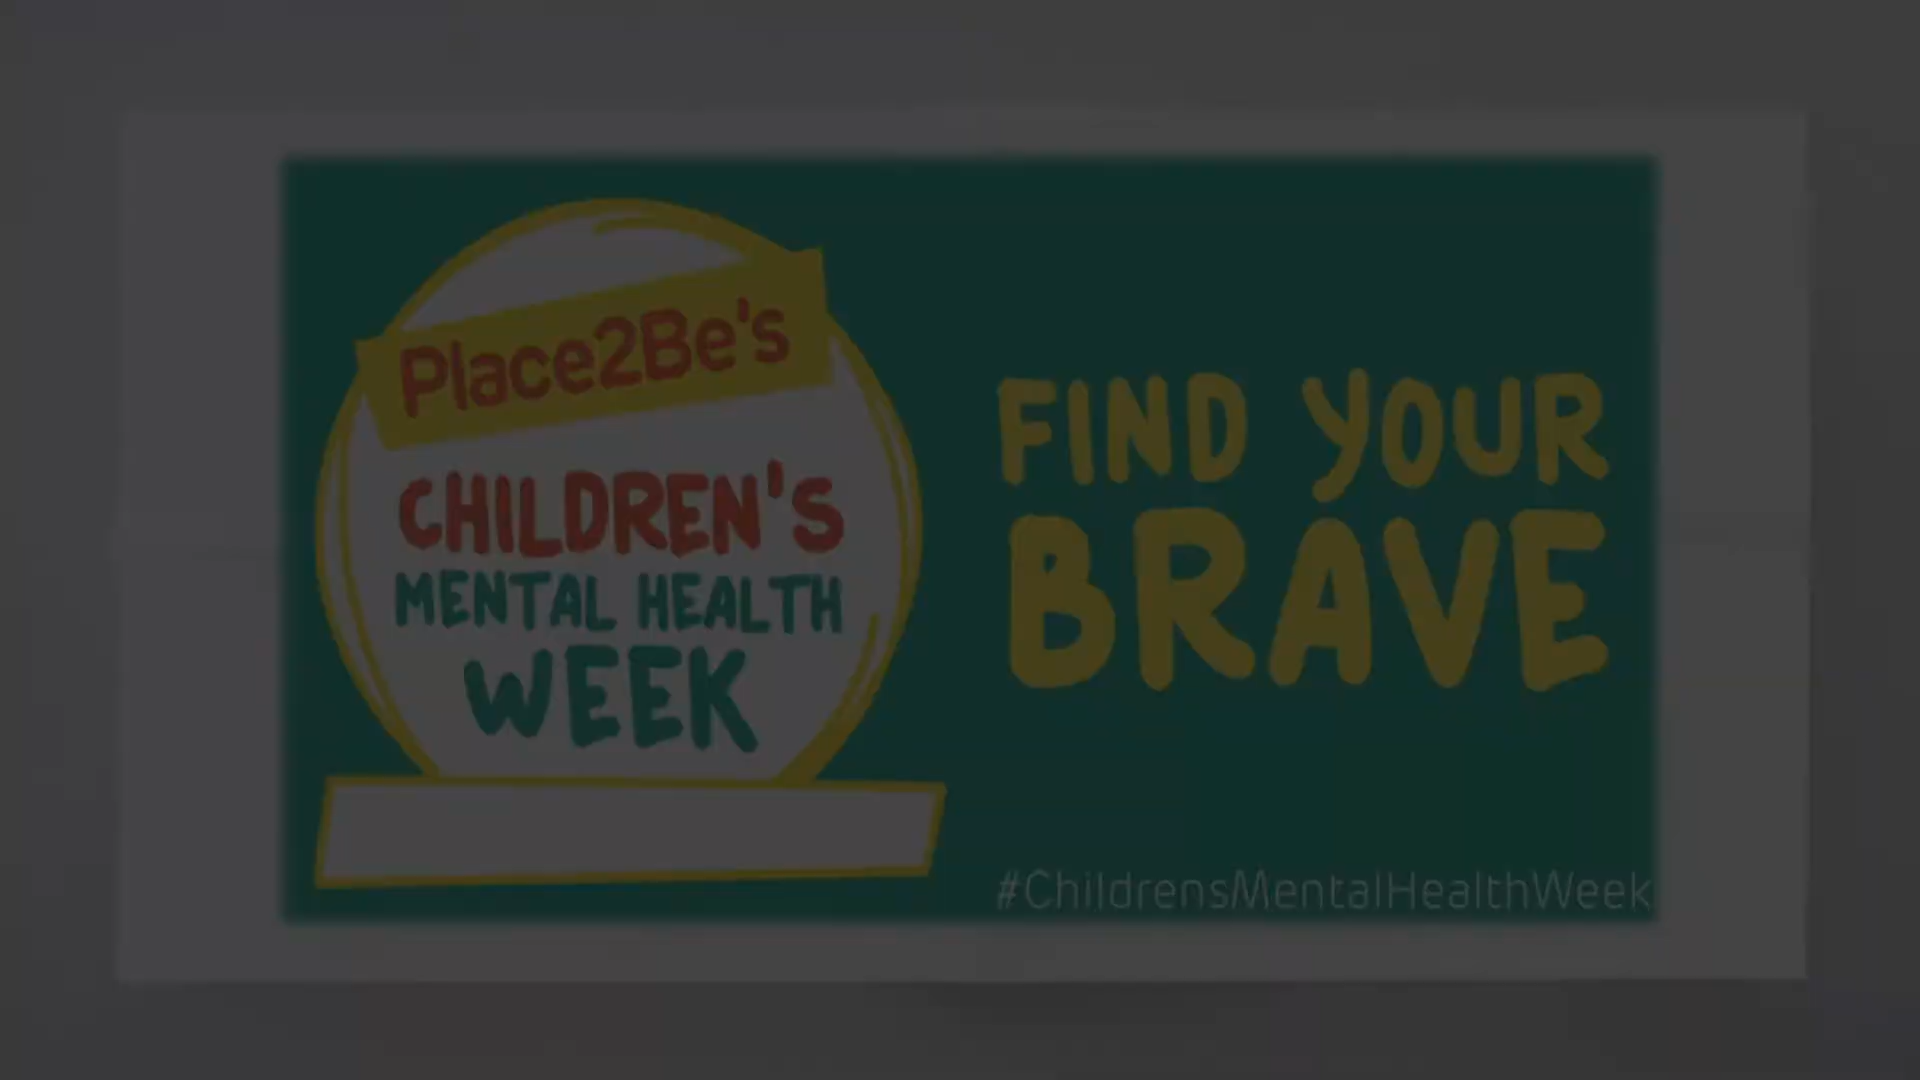 Place2Be's
CHILDREN'S
MENTAL HEALTH
WEEK
FIND YOUR
BRAVE
#ChildrensMentalHealthWeek